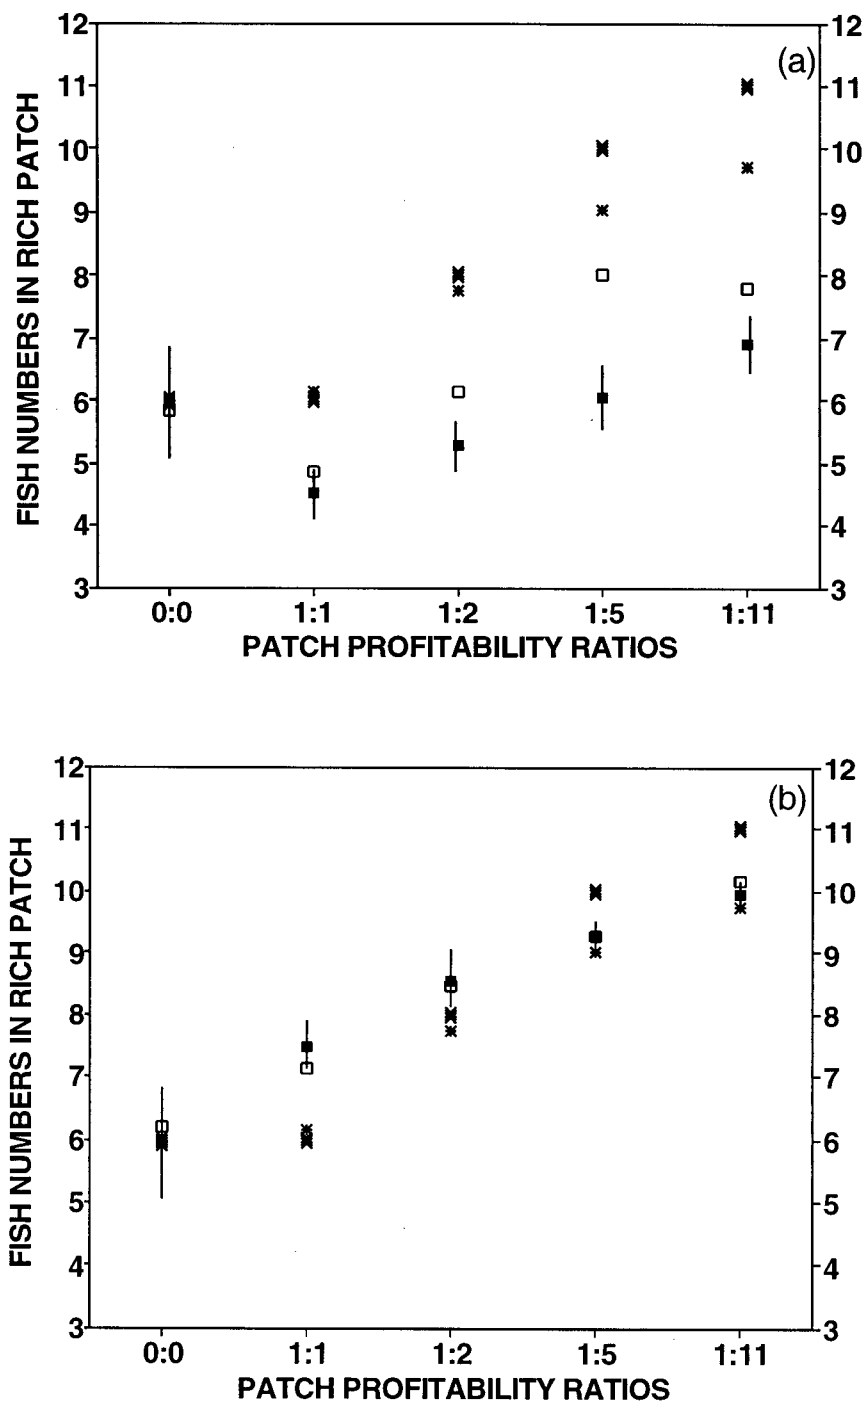 12 12
(a)
11 11
10 10
9 9
8 8
7 7
6 6
5 5
4 4
3 3
FISH NUMBERS IN RICH PATCH
0:0 1:1 1:2 1:5 1:11
PATCH PROFITABILITY RATIOS
12 12
(b)
11 11
10 10
9 9
8 8
7 7
6 6
5 5
4 4
3 3
FISH NUMBERS IN RICH PATCH
0:0 1:1 1:2 1:5 1:11
PATCH PROFITABILITY RATIOS